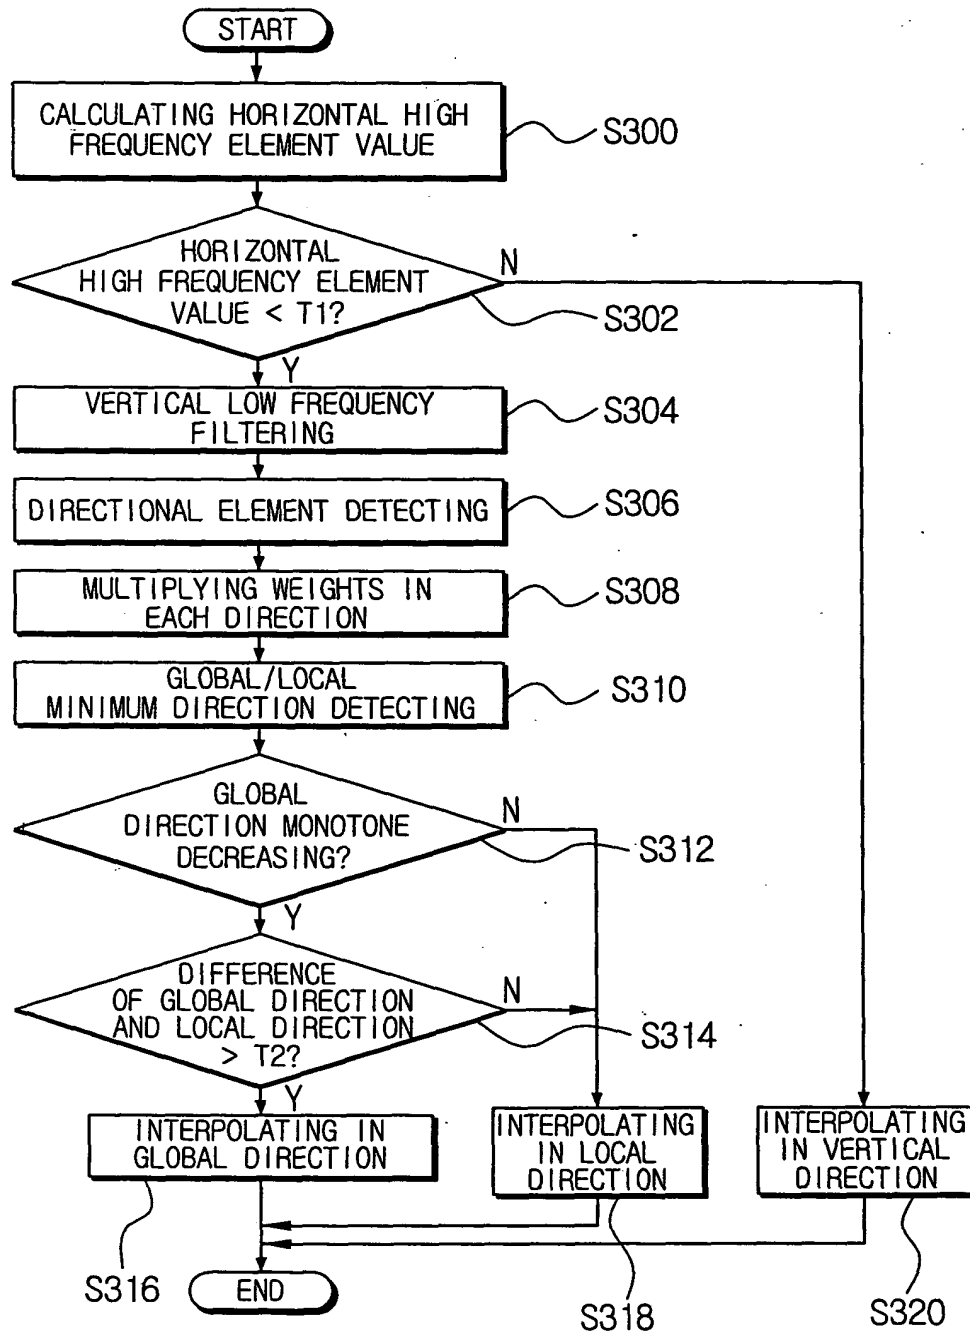 START
CALCULATING HORIZONTAL HIGH
FREQUENCY ELEMENT VALUE
S300
HORIZONTAL
HIGH FREQUENCY ELEMENT
VALUE < T1?
N
S302
Y
VERTICAL LOW FREQUENCY
FILTERING
S304
DIRECTIONAL ELEMENT DETECTING
S306
MULTIPLYING WEIGHTS IN
EACH DIRECTION
S308
GLOBAL/LOCAL
MINIMUM DIRECTION DETECTING
S310
GLOBAL
DIRECTION MONOTONE
DECREASING?
N
S312
Y
DIFFERENCE
OF GLOBAL DIRECTION
AND LOCAL DIRECTION
> T2?
N
S314
Y
INTERPOLATING IN
GLOBAL DIRECTION
INTERPOLATING
IN LOCAL
DIRECTION
INTERPOLATING
IN VERTICAL
DIRECTION
S316
S318
S320
END